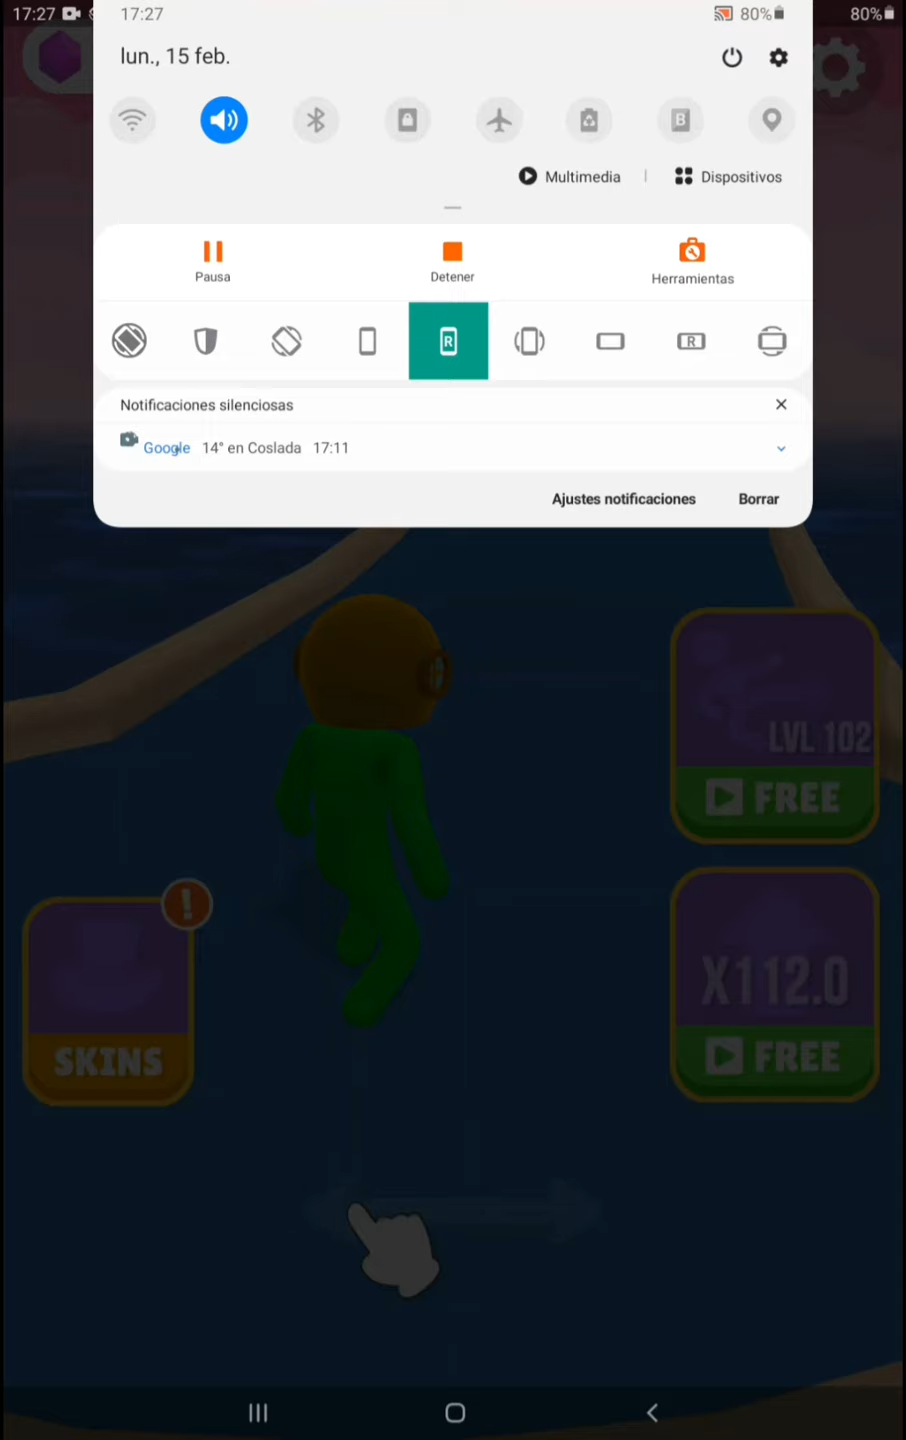 17:27 17:27 80% 80%
lun., 15 feb.
B
Multimedia | Dispositivos
Pausa Detener Herramientas
R R
Notificaciones silenciosas
Google 14° en Coslada 17:11
Ajustes notificaciones Borrar
LVL 102
FREE
!
X112.0
SKINS
FREE